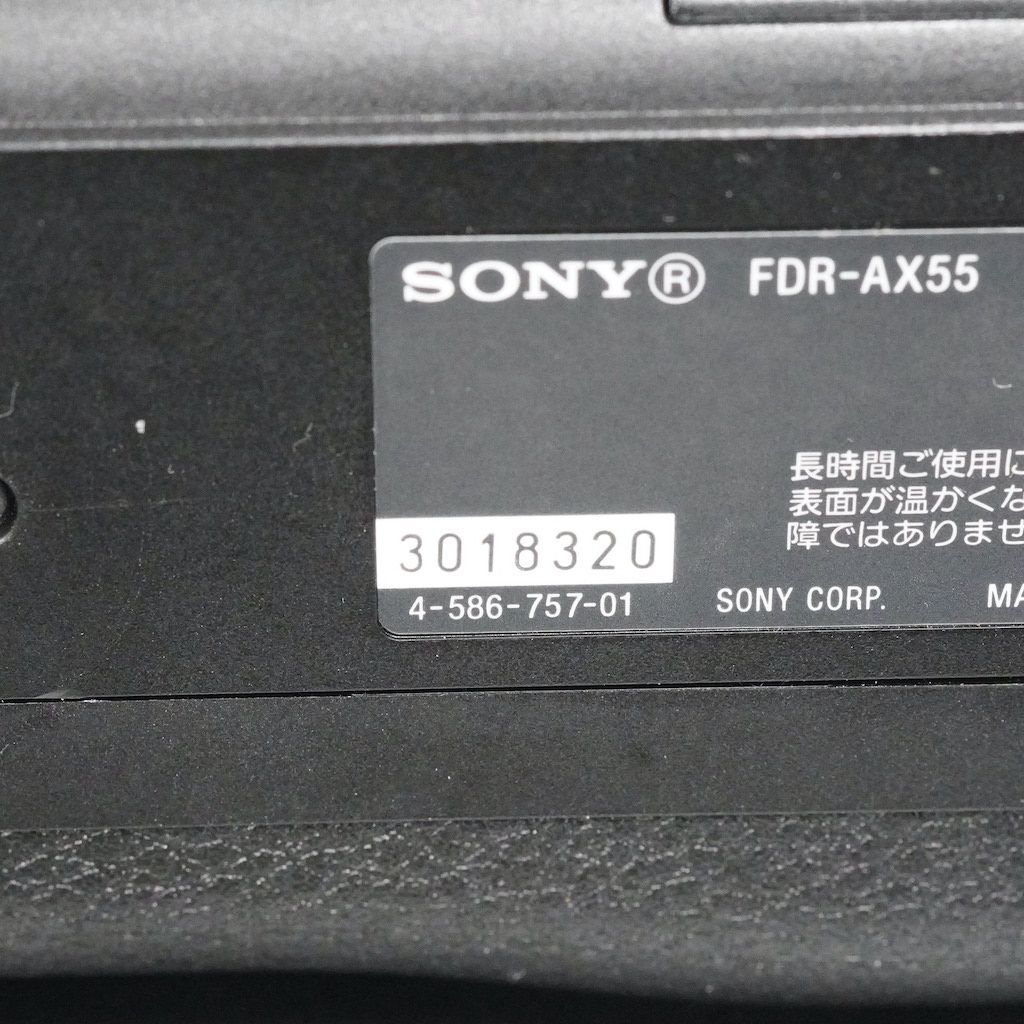 SONY® FDR-AX55
長時間ご使用に
表面が温かくな
障ではありませ
3018320
4-586-757-01 SONY CORP. MA